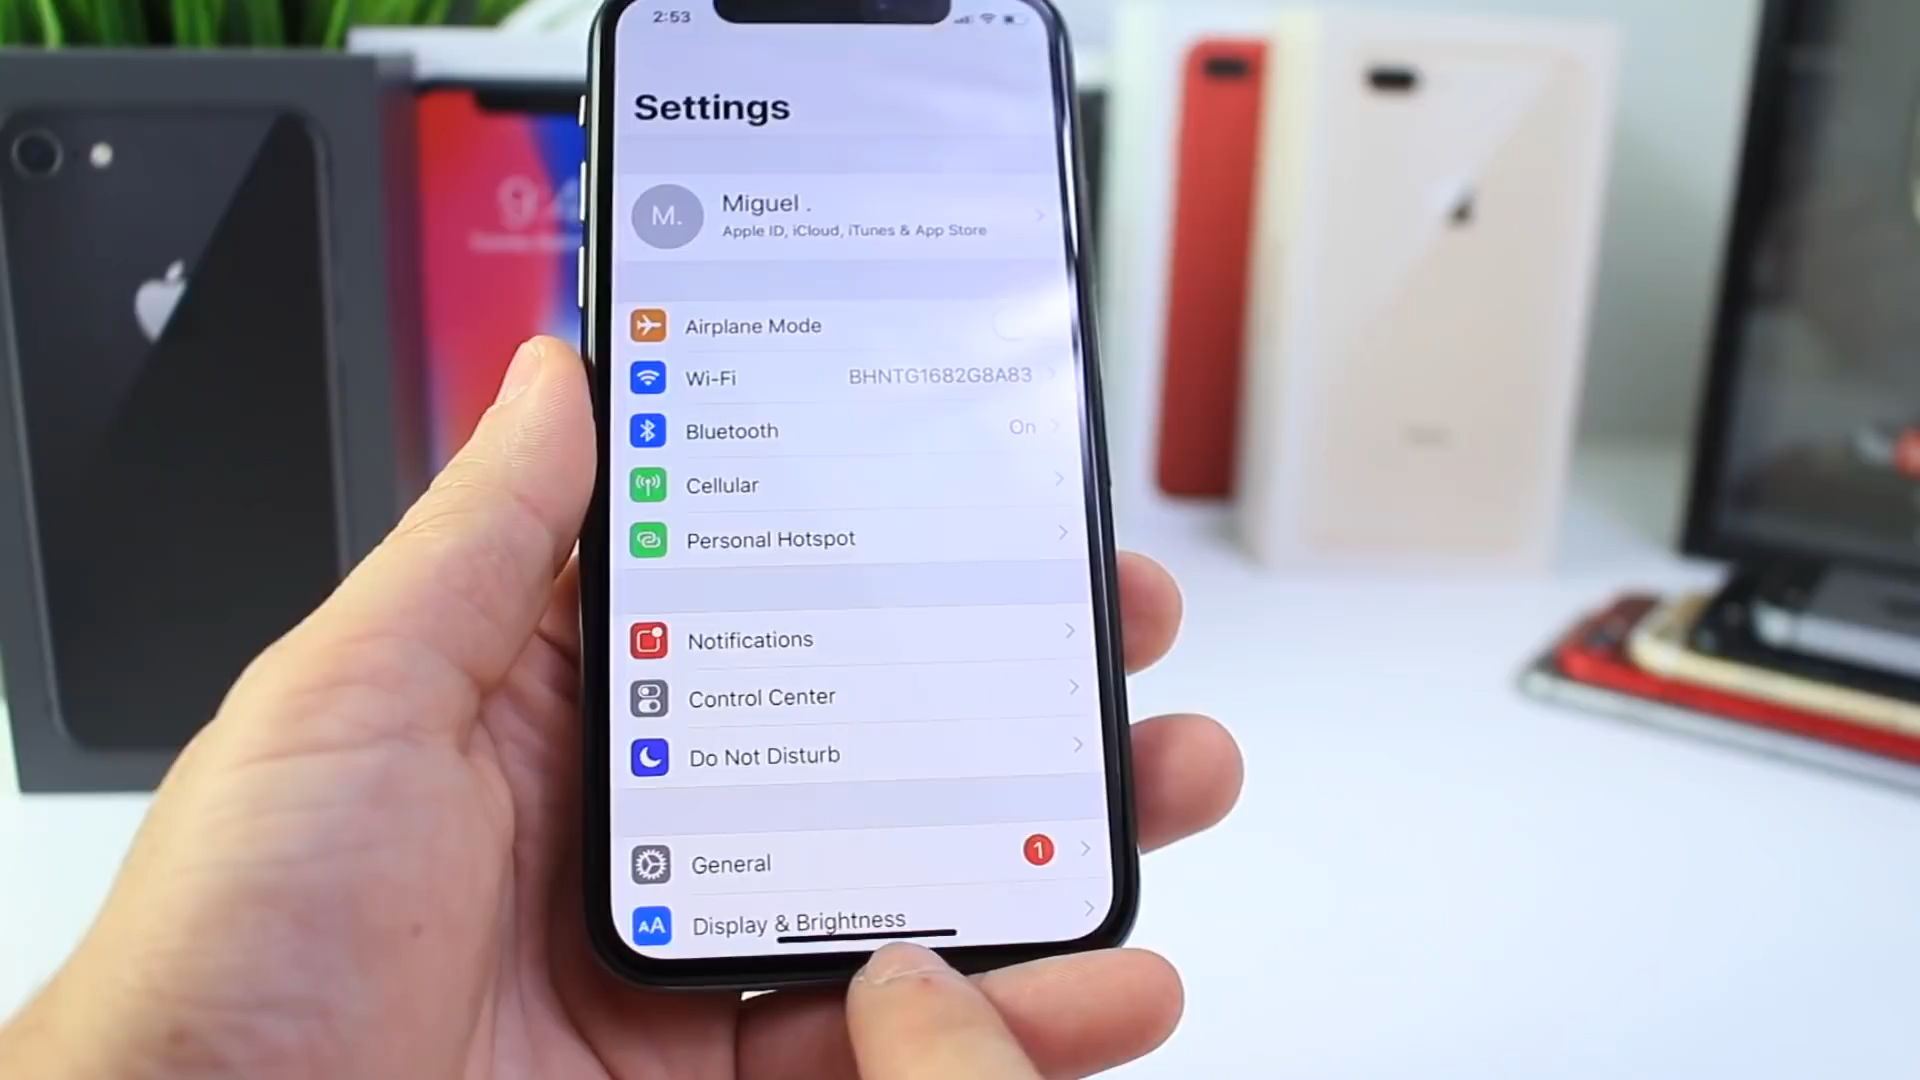 2:53
Settings
M.
Miguel .
Apple ID, iCloud, iTunes & App Store
Airplane Mode
Wi-Fi
BHNTG1682G8A83
Bluetooth
On
Cellular
Personal Hotspot
Notifications
Control Center
Do Not Disturb
General
1
AA
Display & Brightness